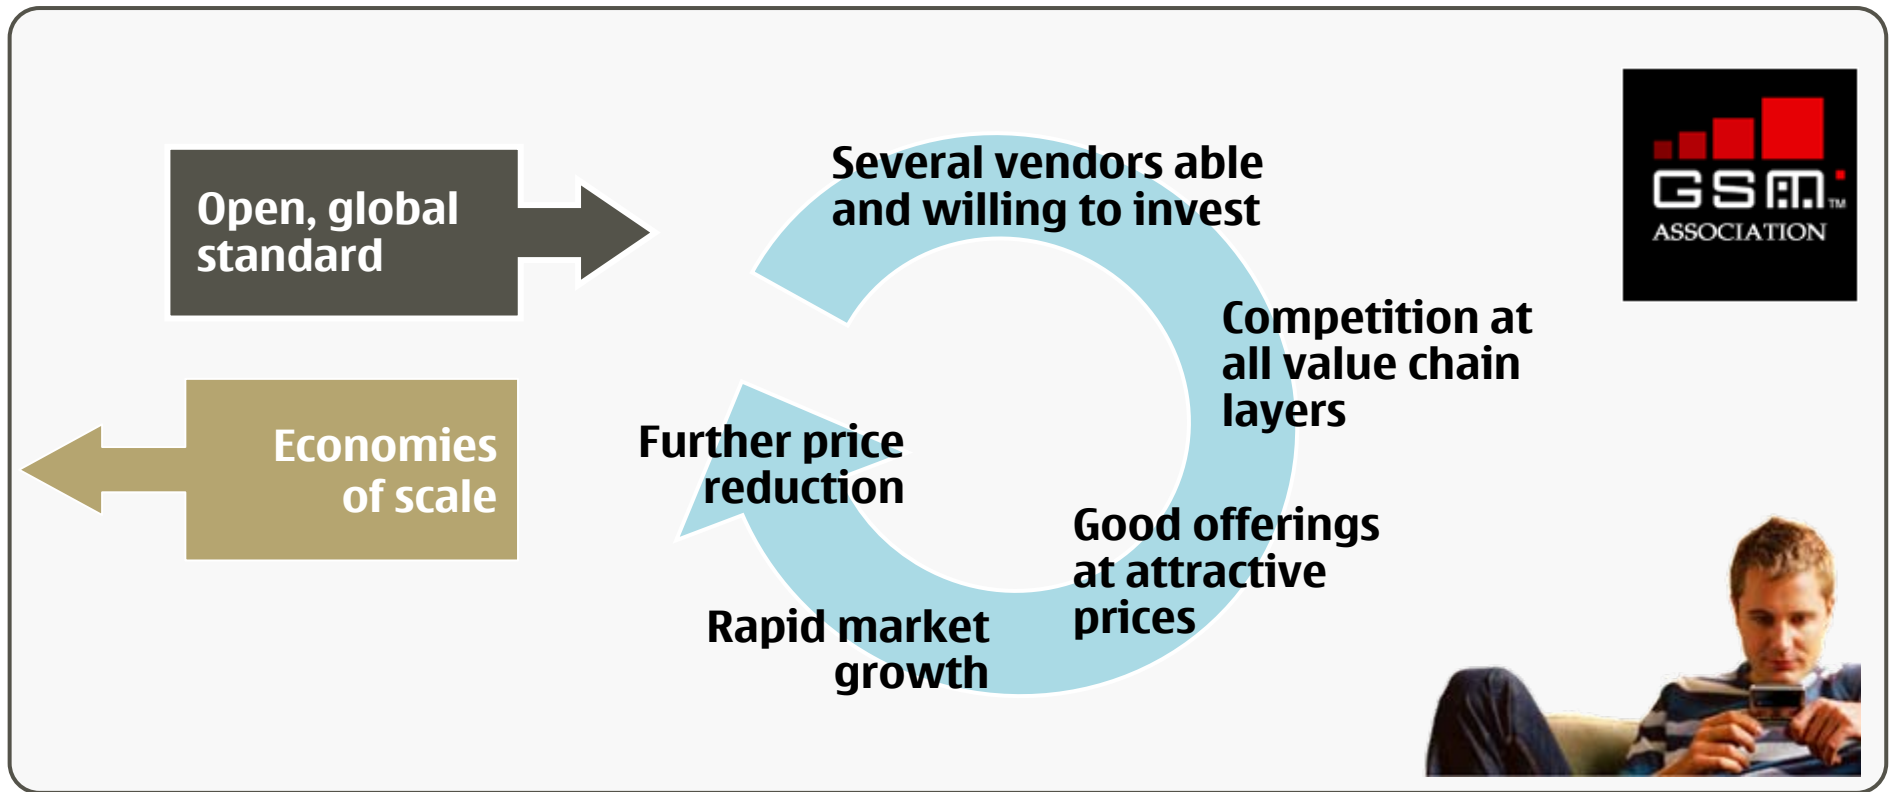 Open, global
standard
Economies
of scale
Several vendors able
and willing to invest
Competition at
all value chain
layers
Good offerings
at attractive
prices
Rapid market
growth
Further price
reduction
GSM™
ASSOCIATION